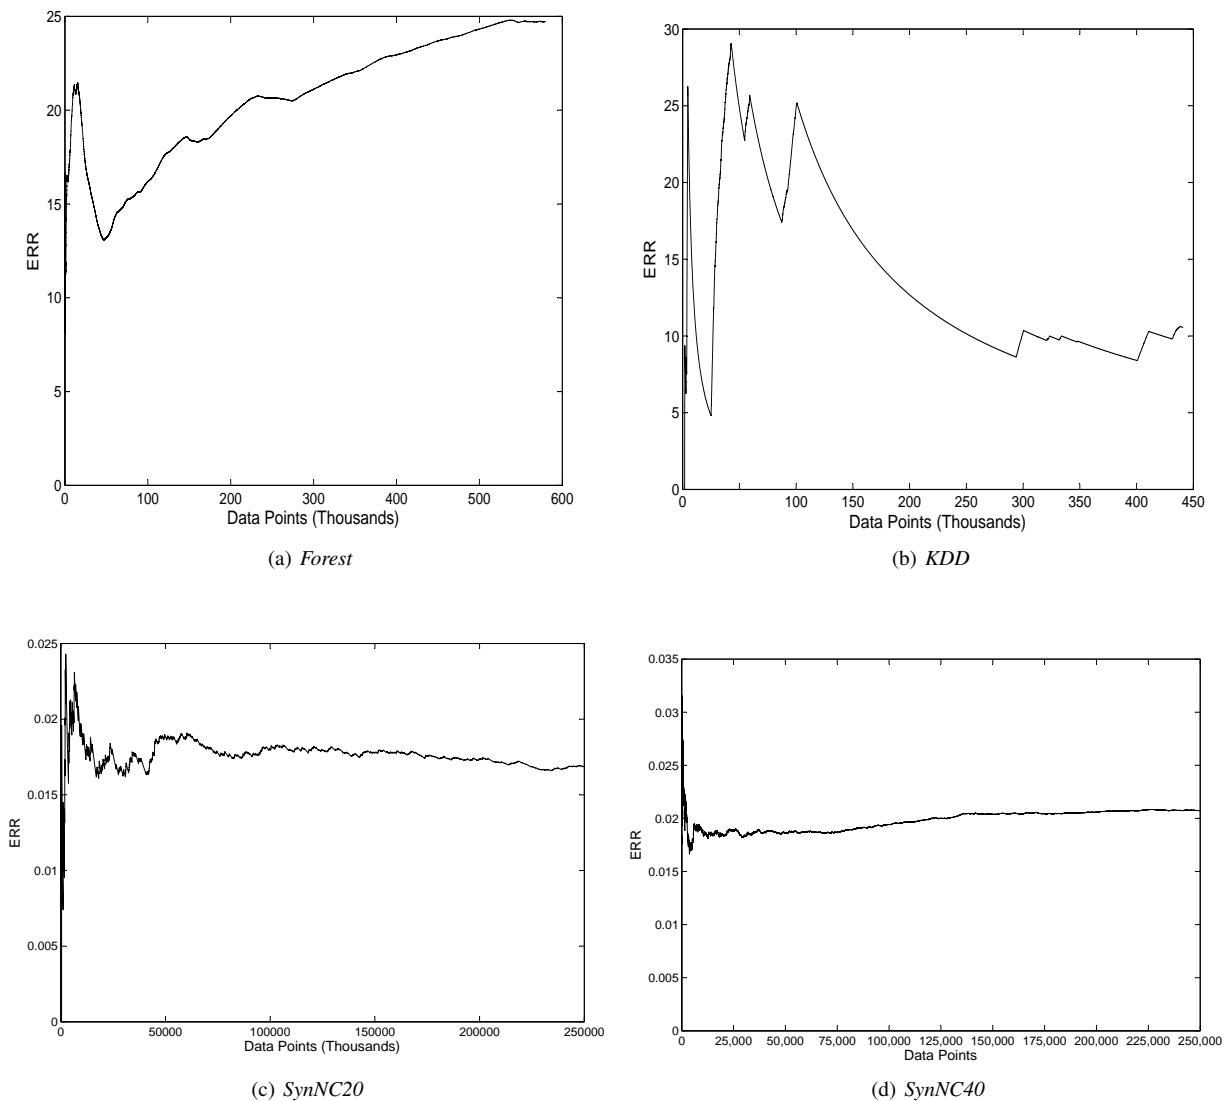 25
20
15
10
5
0
ERR
0 100 200 300 400 500 600
Data Points (Thousands)
(a) Forest
30
25
20
15
10
5
0
ERR
0 100 100 200 200 300 350 400 450
Data Points (Thousands)
(b) KDD
0.025
0.02
0.015
0.01
0.005
0
ERR
0 50000 100000 150000 200000 250000
Data Points (Thousands)
(c) SynNC20
0.035
0.03
0.025
0.02
0.015
0.01
0.005
0
ERR
0 25,000 50,000 75,000 100,000 125,000 150,000 175,000 200,000 225,000 250,000
Data Points
(d) SynNC40